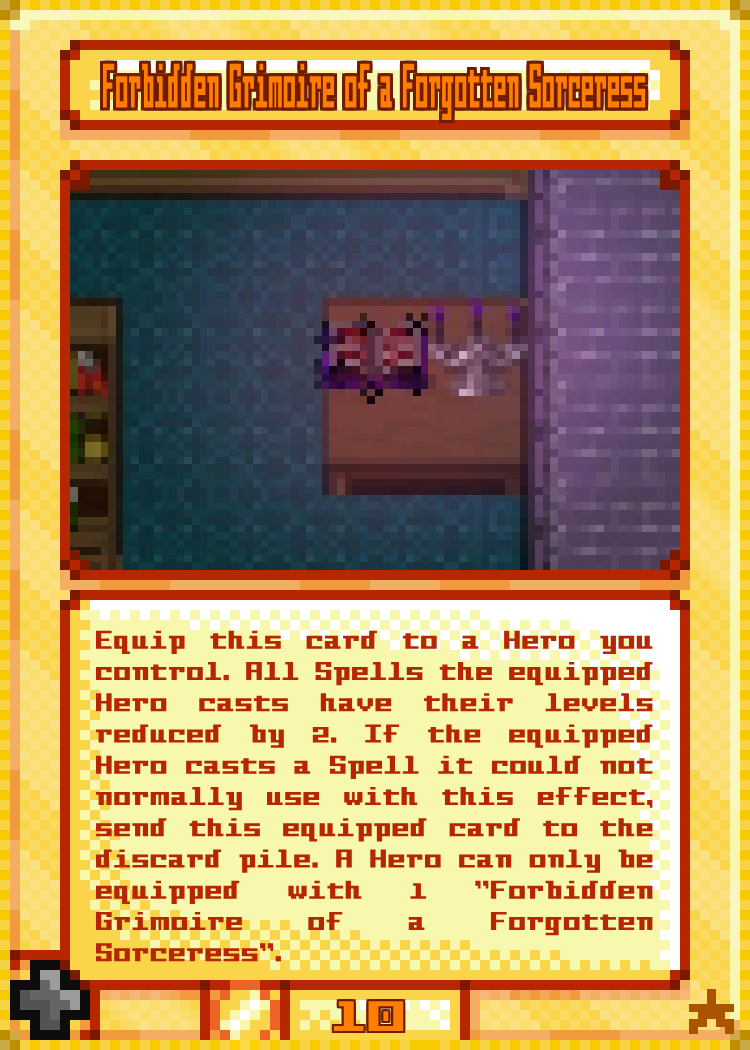 Forbidden Grimoire of a Forgotten Sorceress
Equip this card to a Hero you
control. All Spells the equipped
Hero casts have their levels
reduced by 2. If the equipped
Hero casts a Spell it could not
normally use with this effect,
send this equipped card to the
discard pile. A Hero can only be
equipped with 1 "Forbidden
Grimoire of a Forgotten
Sorceress".
10